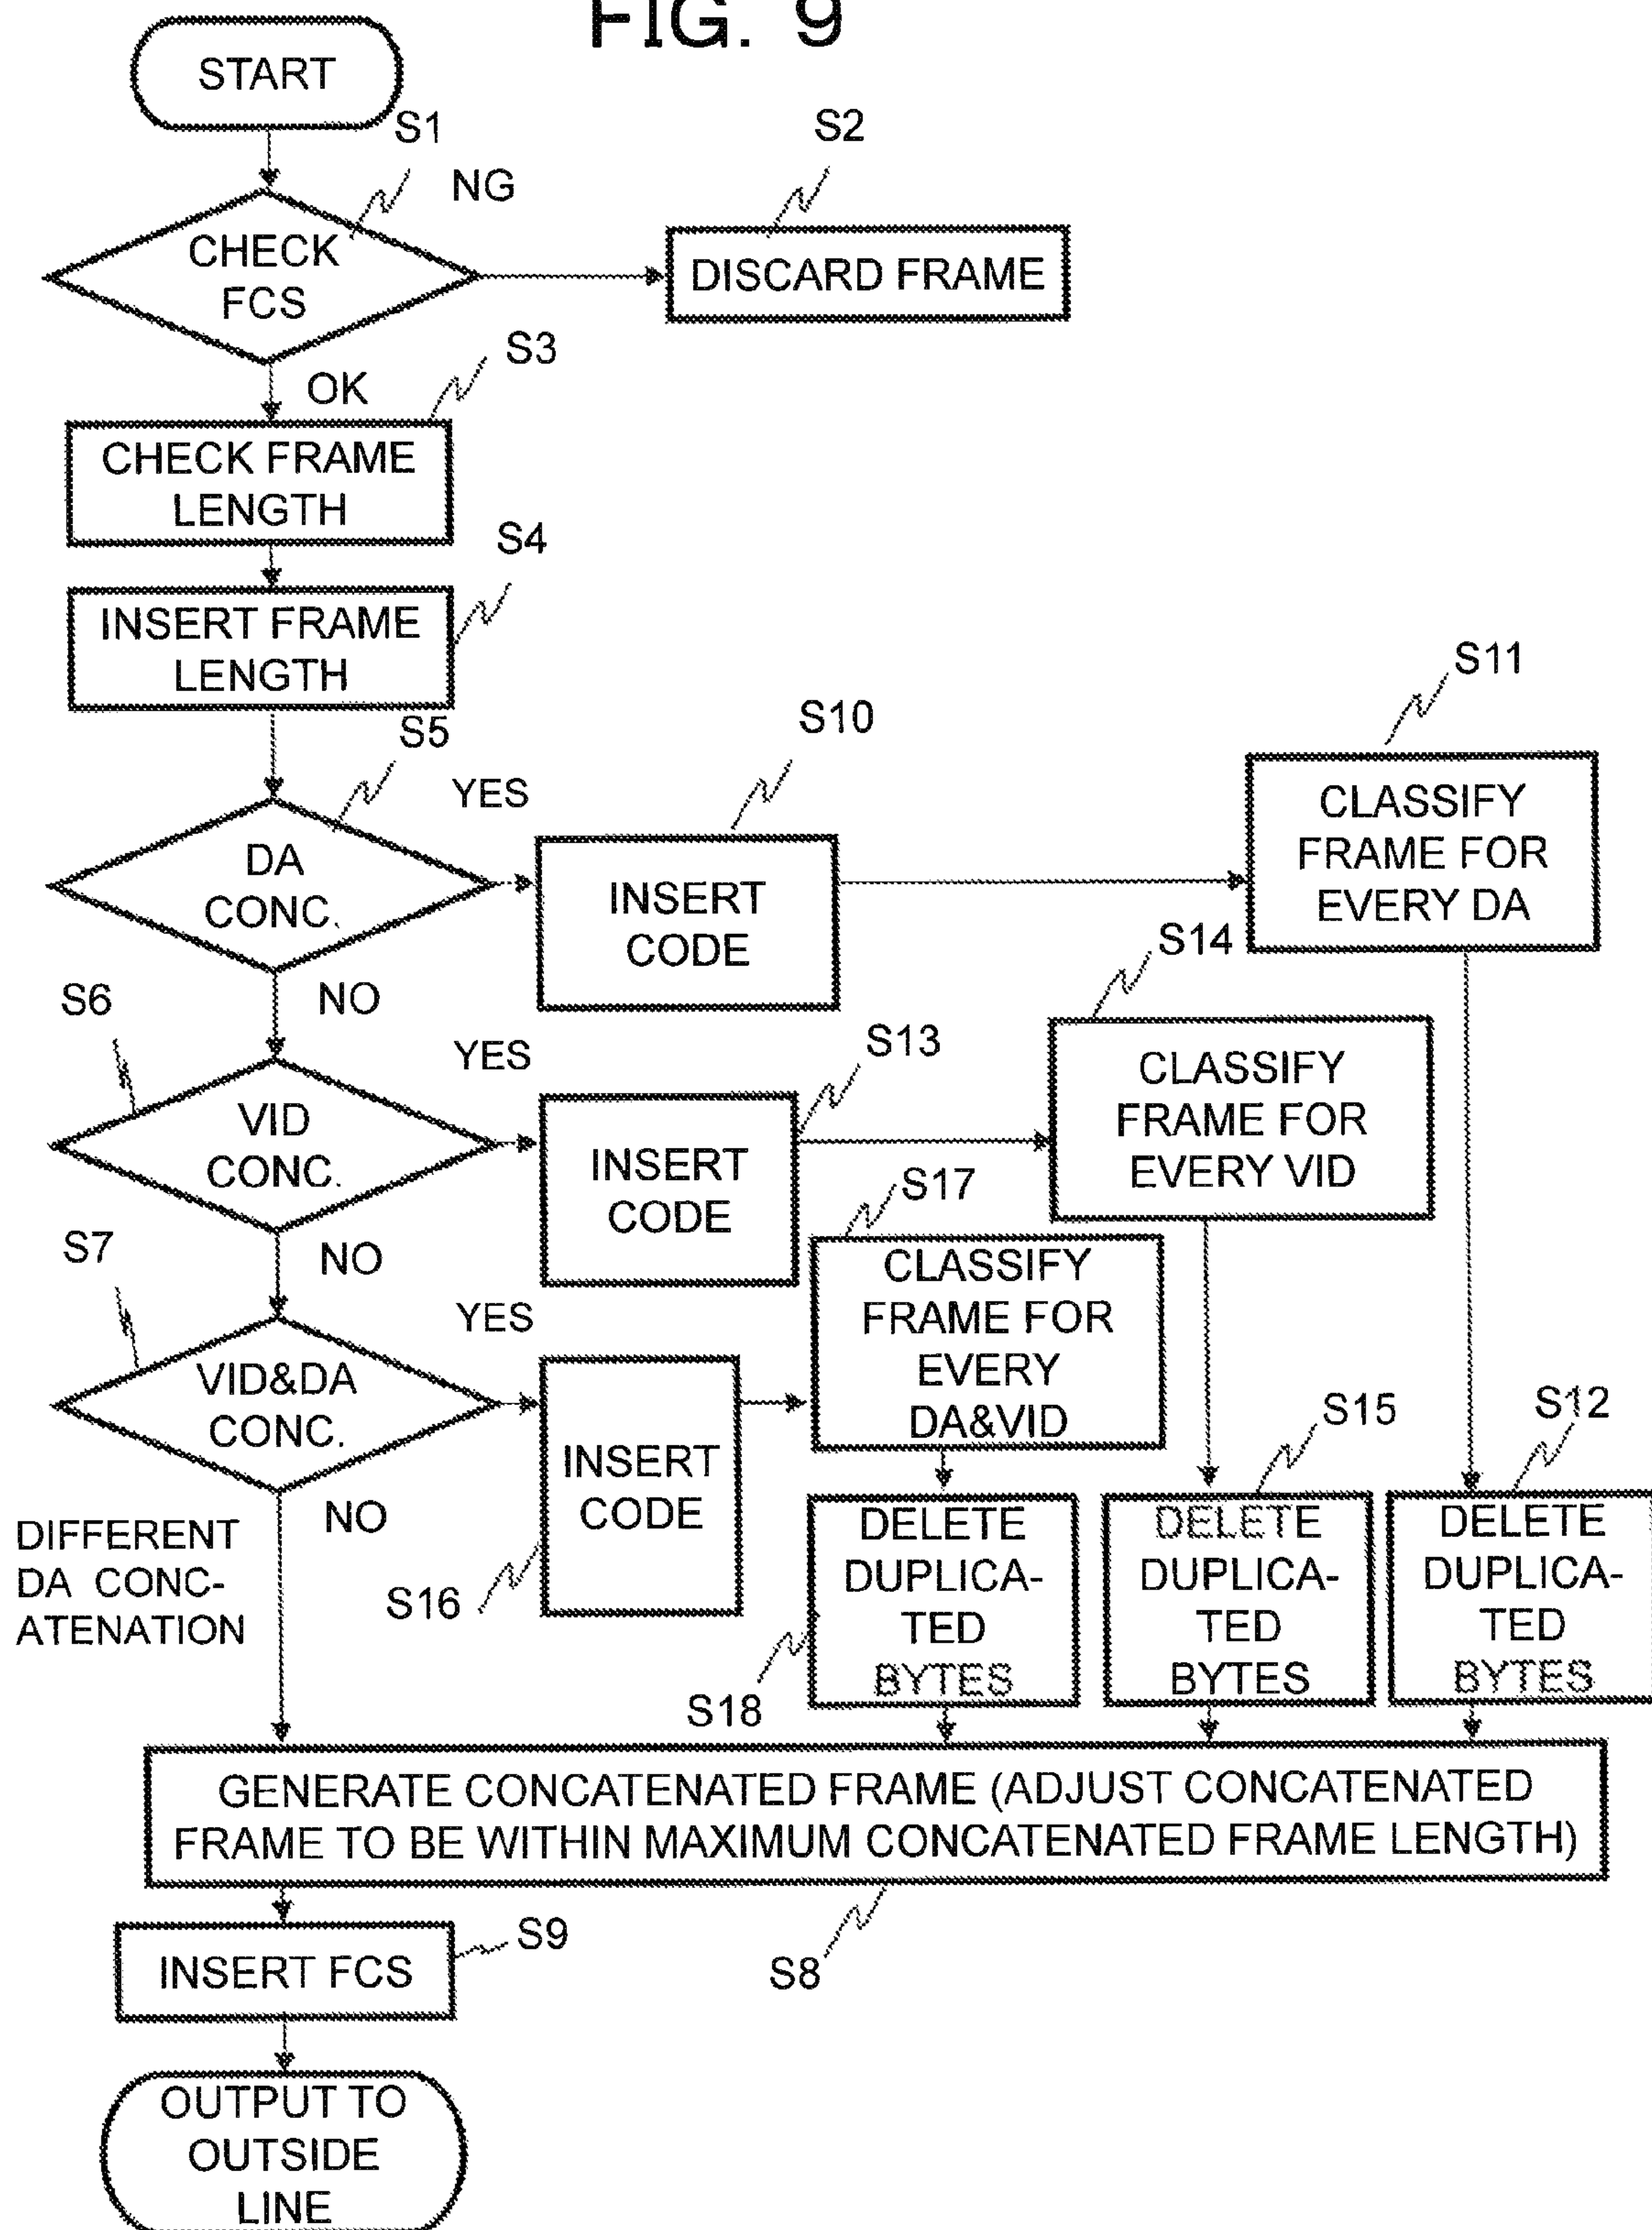 FIG. 9
START
S1
NG
S2
CHECK
FCS
DISCARD FRAME
OK
S3
CHECK FRAME
LENGTH
S4
INSERT FRAME
LENGTH
S5
YES
S10
S11
DA
CONC.
INSERT
CODE
CLASSIFY
FRAME FOR
EVERY DA
S6
NO
YES
S13
S14
VID
CONC.
INSERT
CODE
CLASSIFY
FRAME FOR
EVERY VID
S7
NO
YES
S17
VID&DA
CONC.
INSERT
CODE
S16
CLASSIFY
FRAME FOR
EVERY
DA&VID
S15
S12
NO
DIFFERENT
DA CONC-
ATENATION
DELETE
DUPLICA-
TED
BYTES
S18
DELETE
DUPLICA-
TED
BYTES
DELETE
DUPLICA-
TED
BYTES
GENERATE CONCATENATED FRAME (ADJUST CONCATENATED
FRAME TO BE WITHIN MAXIMUM CONCATENATED FRAME LENGTH)
S8
INSERT FCS
S9
OUTPUT TO
OUTSIDE
LINE